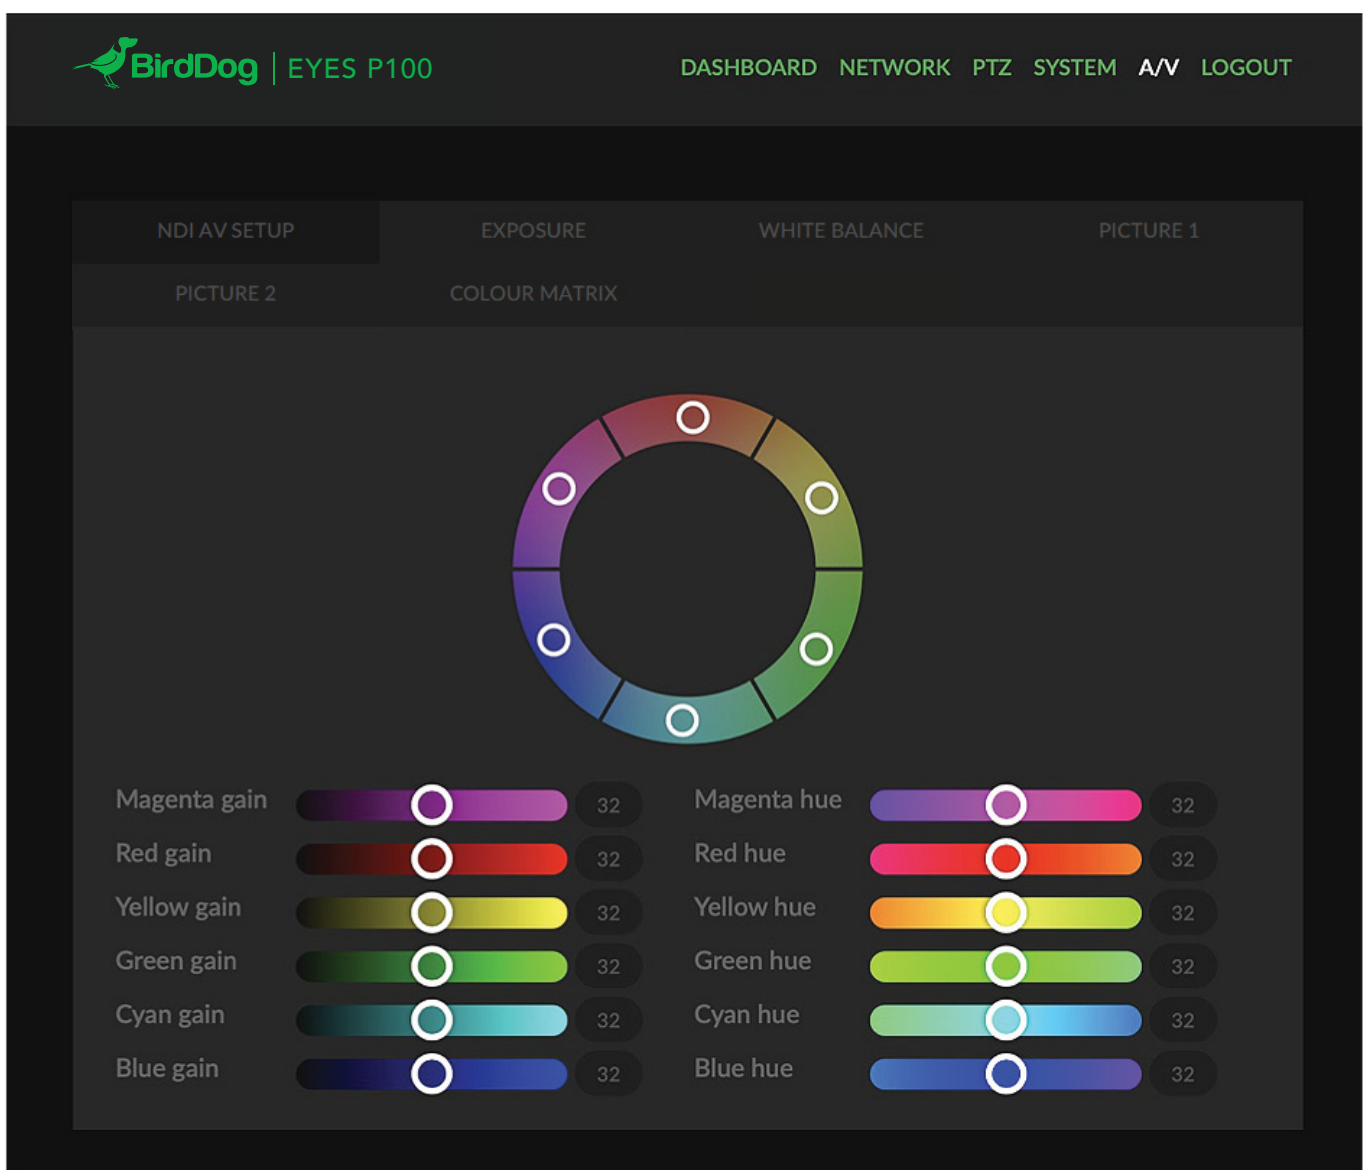 BirdDog | EYES P100
DASHBOARD NETWORK PTZ SYSTEM A/V LOGOUT
NDI AV SETUP EXPOSURE WHITE BALANCE PICTURE 1
PICTURE 2 COLOUR MATRIX
Magenta gain 32 Magenta hue 32
Red gain 32 Red hue 32
Yellow gain 32 Yellow hue 32
Green gain 32 Green hue 32
Cyan gain 32 Cyan hue 32
Blue gain 32 Blue hue 32